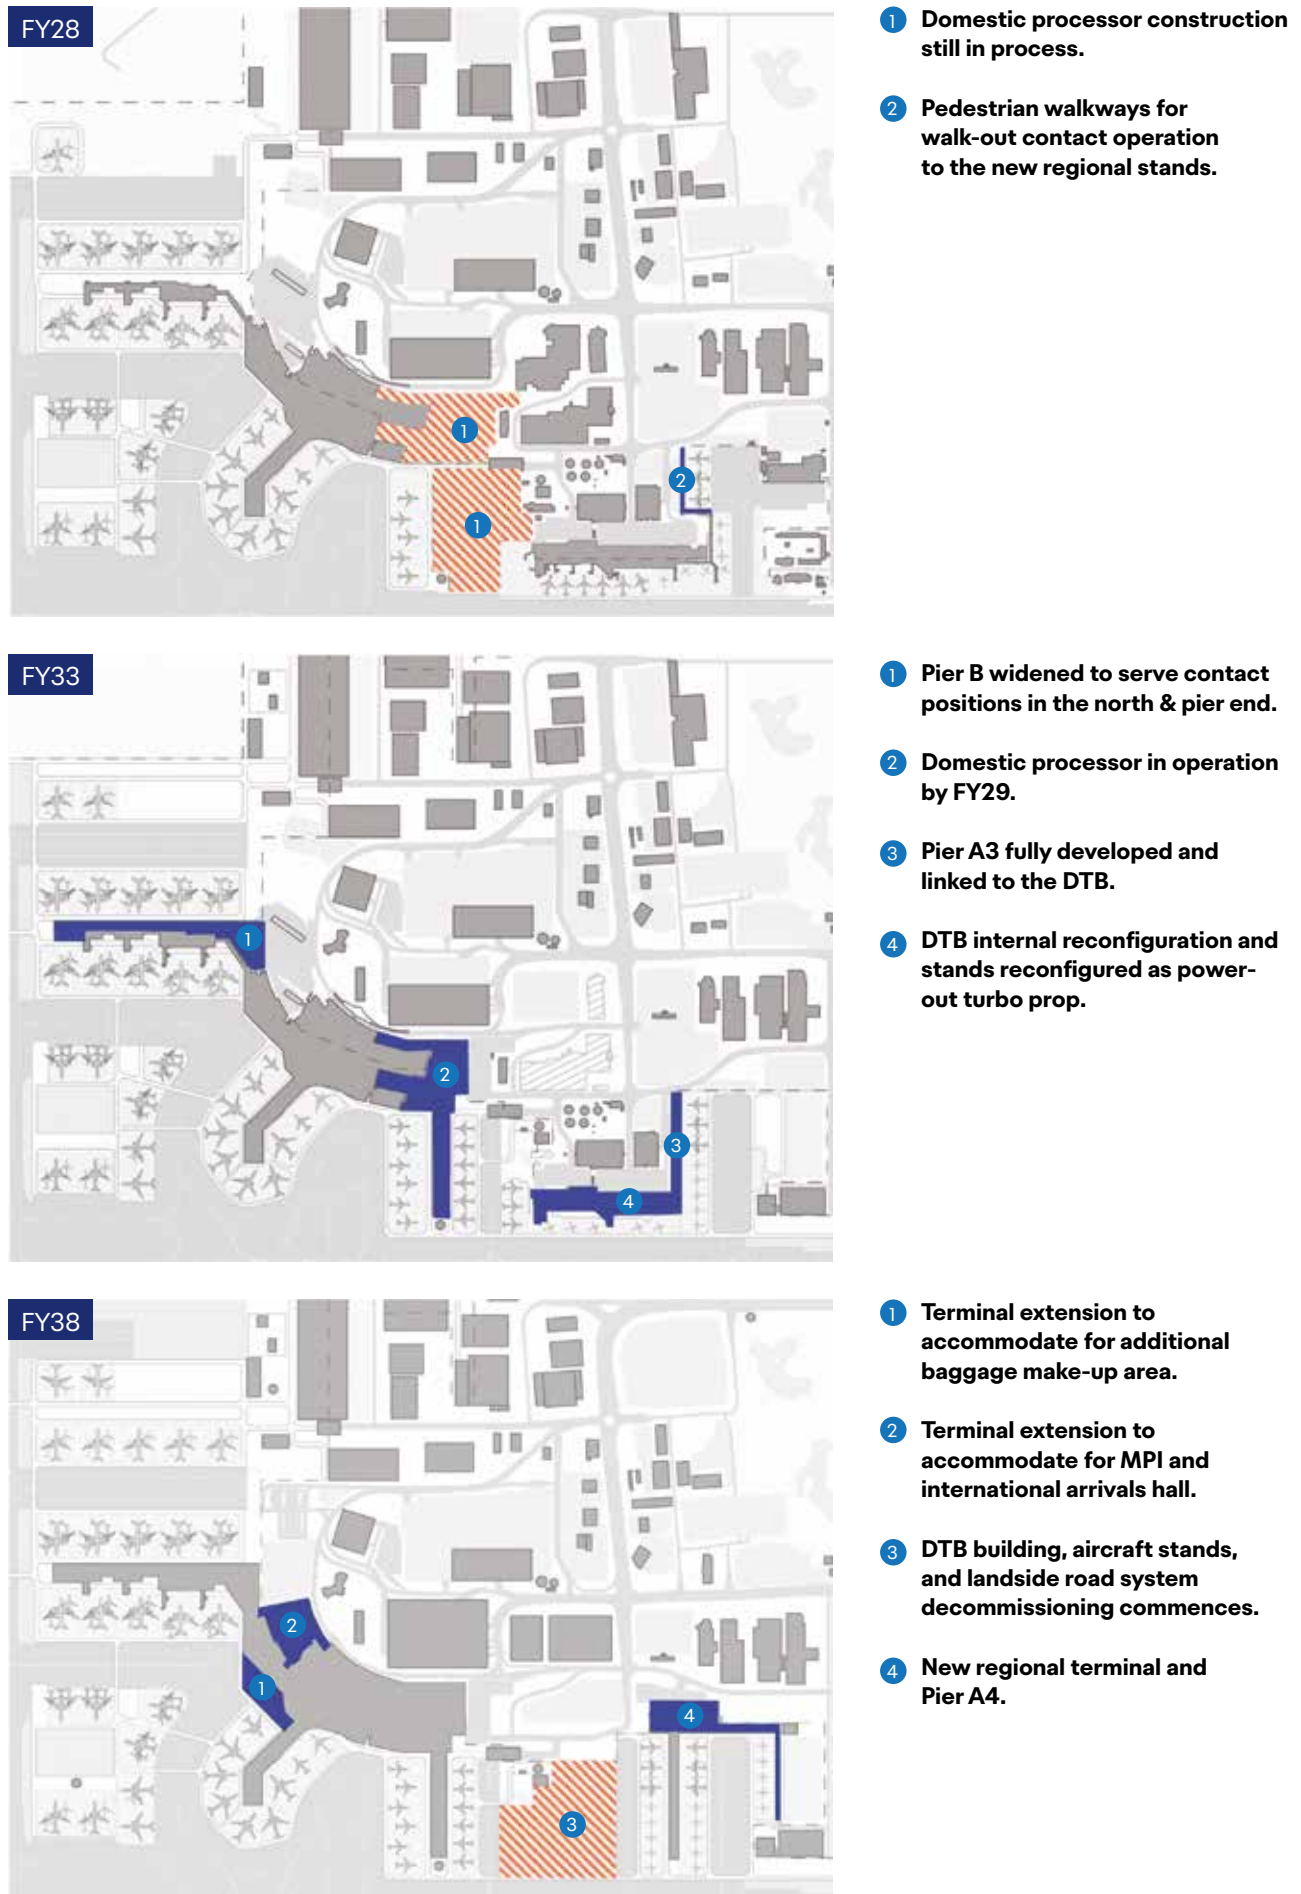 FY28
1 Domestic processor construction
still in process.
2 Pedestrian walkways for
walk-out contact operation
to the new regional stands.
1
1
2
FY33
1 Pier B widened to serve contact
positions in the north & pier end.
2 Domestic processor in operation
by FY29.
3 Pier A3 fully developed and
linked to the DTB.
4 DTB internal reconfiguration and
stands reconfigured as power-
out turbo prop.
1
2
3
4
FY38
1 Terminal extension to
accommodate for additional
baggage make-up area.
2 Terminal extension to
accommodate for MPI and
international arrivals hall.
3 DTB building, aircraft stands,
and landside road system
decommissioning commences.
4 New regional terminal and
Pier A4.
2
1
4
3